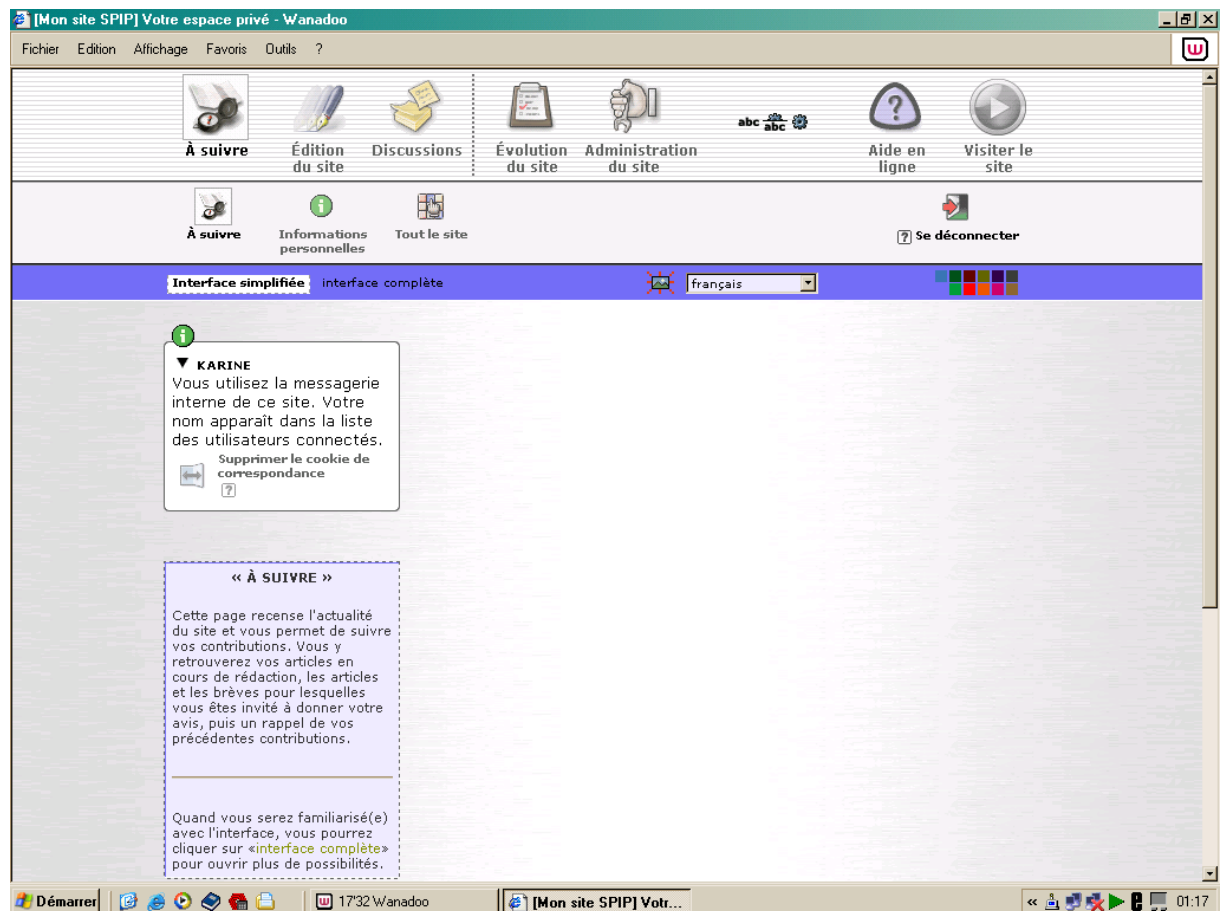 [Mon site SPIP] Votre espace privé - Wanadoo
Fichier Edition Affichage Favoris Outils ?
abc abc abc
À suivre Édition du site Discussions Évolution du site Administration du site Aide en ligne Visiter le site
À suivre Informations personnelles Tout le site ? Se déconnecter
Interface simplifiée interface complète français
KARINE
Vous utilisez la messagerie
interne de ce site. Votre
nom apparaît dans la liste
des utilisateurs connectés.
Supprimer le cookie de
correspondance
?
« À SUIVRE »
Cette page recense l'actualité
du site et vous permet de suivre
vos contributions. Vous y
retrouverez vos articles en
cours de rédaction, les articles
et les brèves pour lesquelles
vous êtes invité à donner votre
avis, puis un rappel de vos
précédentes contributions.
Quand vous serez familiarisé(e)
avec l'interface, vous pourrez
cliquer sur «interface complète»
pour ouvrir plus de possibilités.
Démarrer 17'32 Wanadoo [Mon site SPIP] Votr... « 01:17